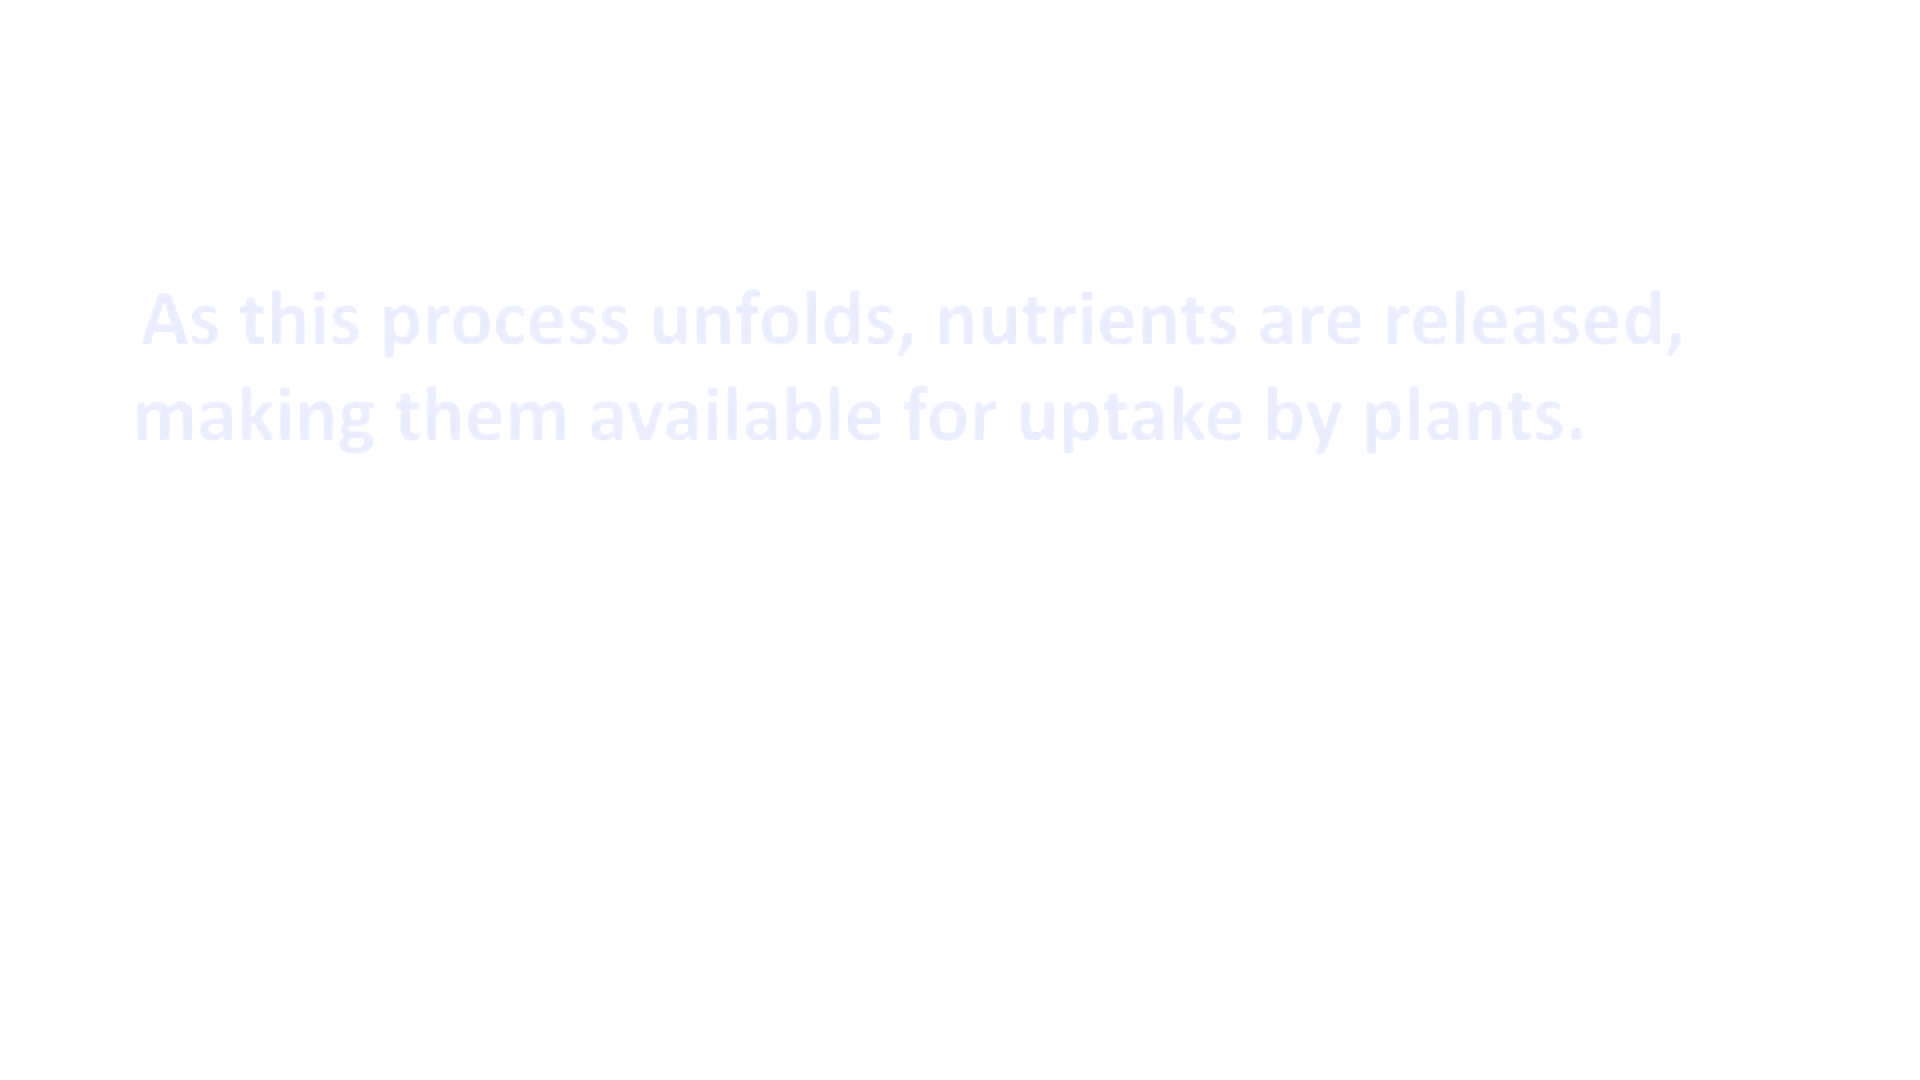 As this process unfolds, nutrients are released,
making them available for uptake by plants.